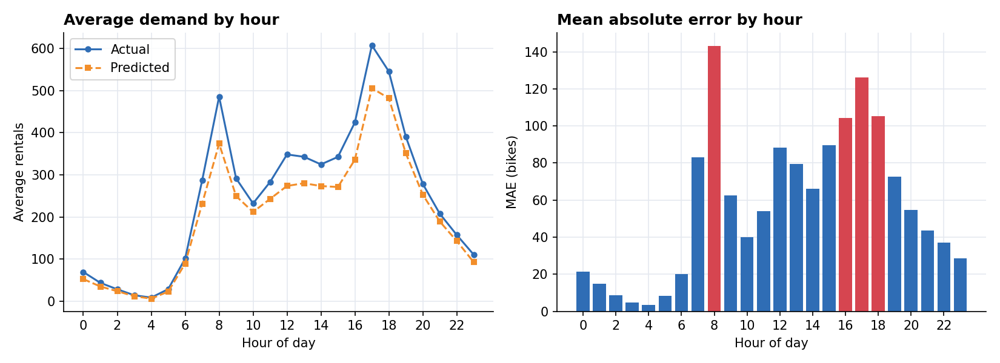 Average demand by hour
Actual
Predicted
600
500
400
300
200
100
0
Average rentals
0 2 4 6 8 10 12 14 16 18 20 22
Hour of day
Mean absolute error by hour
140
120
100
80
60
40
20
0
MAE (bikes)
0 2 4 6 8 10 12 14 16 18 20 22
Hour of day